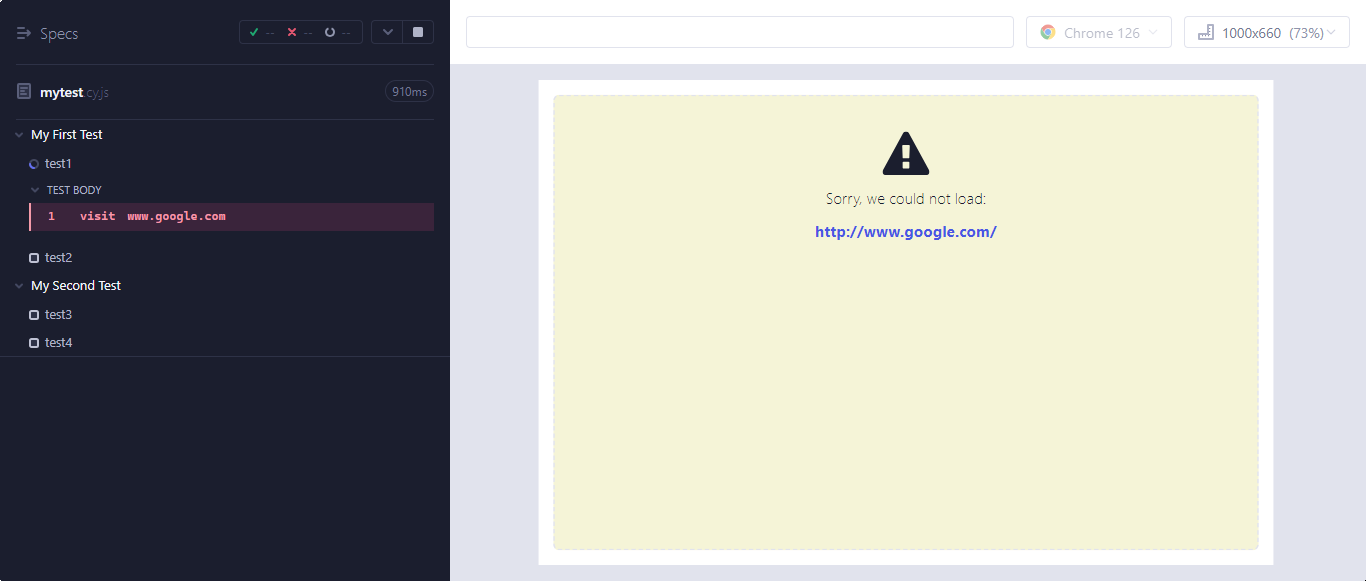 Specs
-- -- --
Chrome 126
1000x660 (73%)
mytest.cy.js
910ms
My First Test
test1
TEST BODY
1 visit www.google.com
test2
My Second Test
test3
test4
Sorry, we could not load:
http://www.google.com/